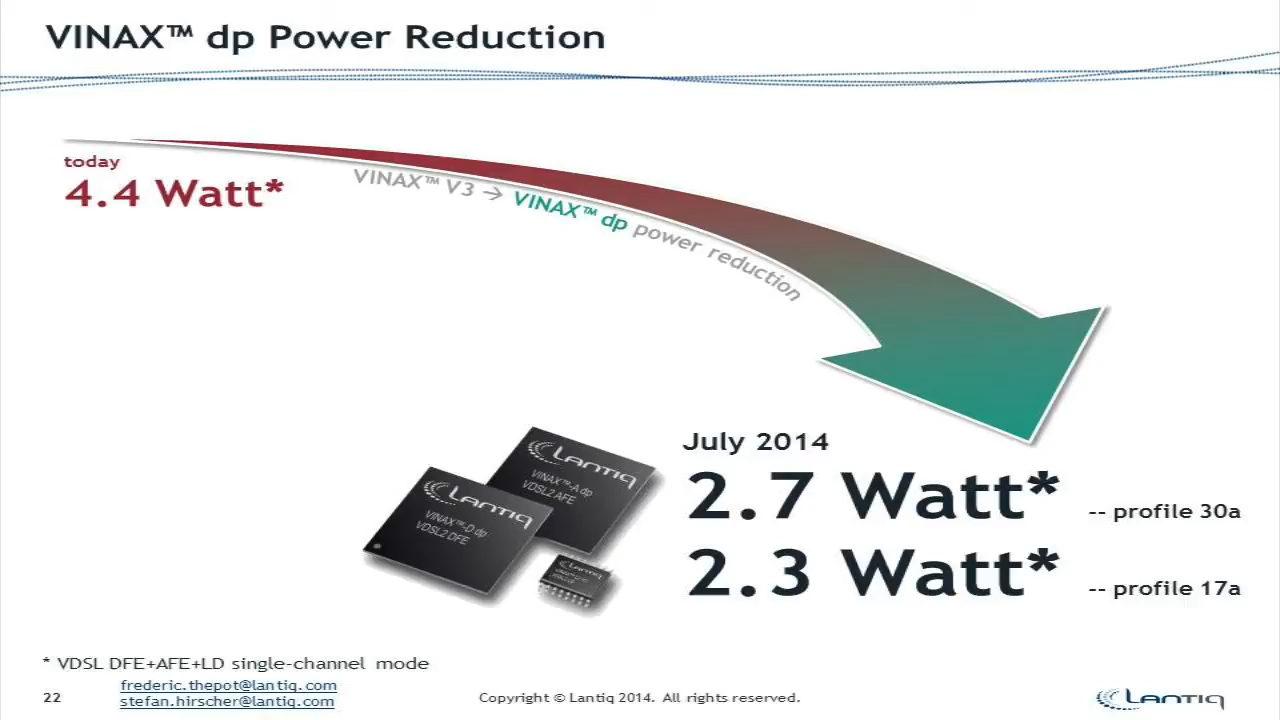 VINAX™ dp Power Reduction
today
4.4 Watt*
VINAX™ V3 → VINAX™ dp power reduction
LANTIQ
VINAX™-A dp
VDSL2 AFE
LANTIQ
VINAX™-D dp
VDSL2 DFE
LANTIQ
July 2014
2.7 Watt* -- profile 30a
2.3 Watt* -- profile 17a
* VDSL DFE+AFE+LD single-channel mode
22
frederic.thepot@lantiq.com
stefan.hirscher@lantiq.com
Copyright © Lantiq 2014. All rights reserved.
LANTIQ